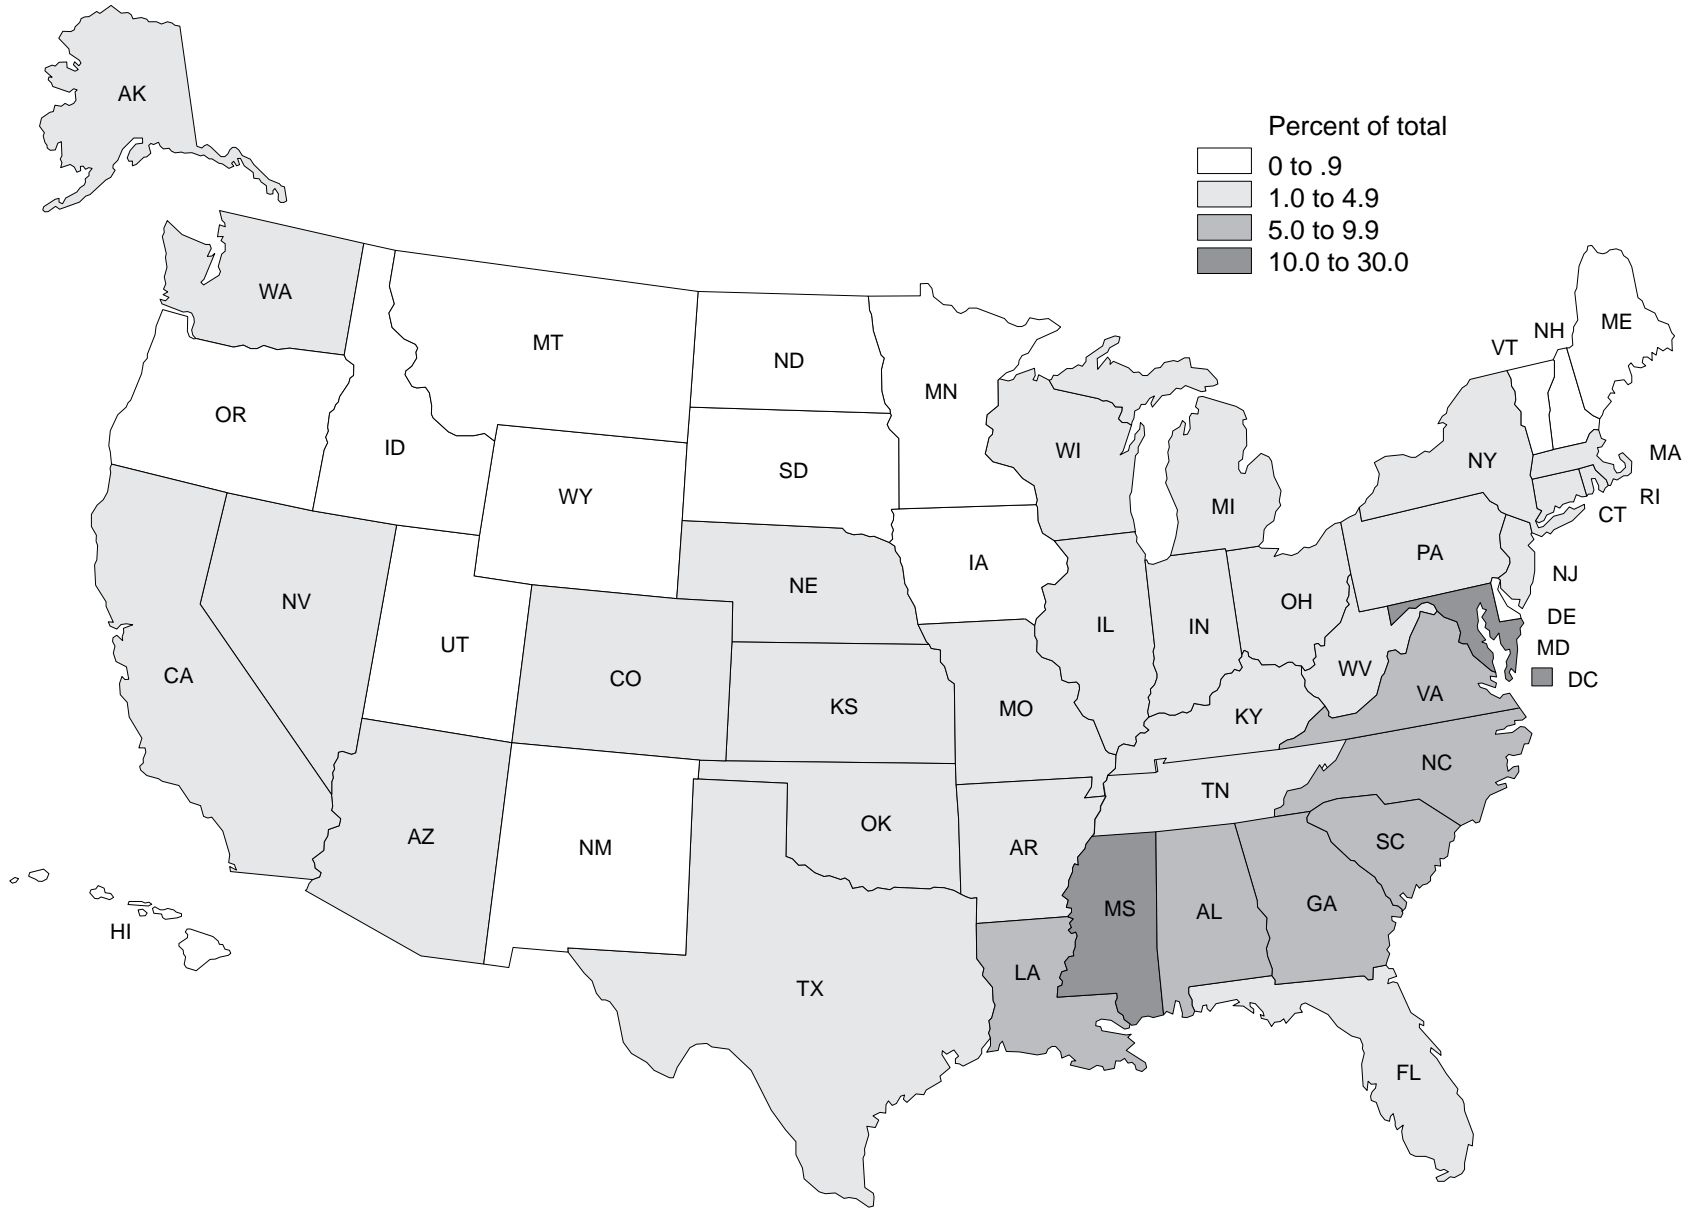 AK
Percent of total
0 to .9
1.0 to 4.9
5.0 to 9.9
10.0 to 30.0
WA
MT
ND
MN
VT
NH
ME
OR
ID
WY
SD
WI
MI
NY
MA
RI
CT
NV
UT
CO
NE
IA
IL
IN
OH
PA
NJ
DE
MD
DC
CA
KS
MO
KY
WV
VA
AZ
NM
OK
AR
TN
NC
SC
HI
TX
LA
MS
AL
GA
FL